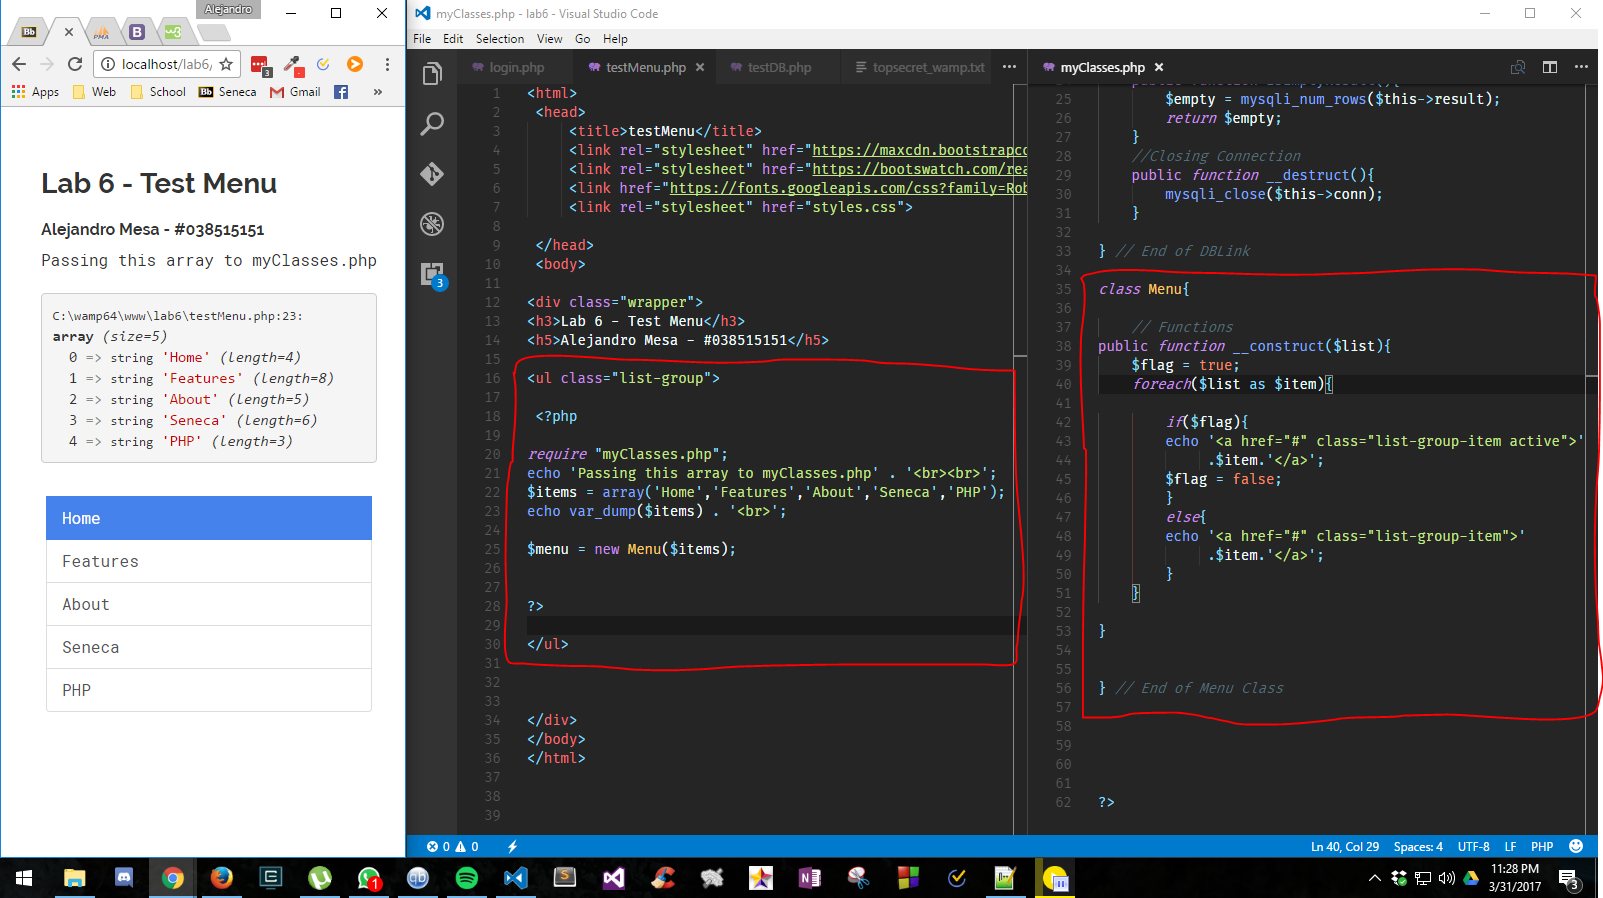 Alejandro
Bb
PMA
B
w3
localhost/lab6/
3
Apps
Web
School
Bb Seneca
Gmail
»
Lab 6 - Test Menu
Alejandro Mesa - #038515151
Passing this array to myClasses.php
C:\wamp64\www\lab6\testMenu.php:23:
array (size=5)
0 => string 'Home' (length=4)
1 => string 'Features' (length=8)
2 => string 'About' (length=5)
3 => string 'Seneca' (length=6)
4 => string 'PHP' (length=3)
Home
Features
About
Seneca
PHP
myClasses.php - lab6 - Visual Studio Code
File Edit Selection View Go Help
3
login.php
testMenu.php
testDB.php
topsecret_wamp.txt
1 <html>
2 <head>
3 <title>testMenu</title>
4 <link rel="stylesheet" href="https://maxcdn.bootstrapc
5 <link rel="stylesheet" href="https://bootswatch.com/rea
6 <link href="https://fonts.googleapis.com/css?family=Rob
7 <link rel="stylesheet" href="styles.css">
8
9 </head>
10 <body>
11
12 <div class="wrapper">
13 <h3>Lab 6 - Test Menu</h3>
14 <h5>Alejandro Mesa - #038515151</h5>
15
16 <ul class="list-group">
17
18 <?php
19
20 require "myClasses.php";
21 echo 'Passing this array to myClasses.php' . '<br><br>';
22 $items = array('Home','Features','About','Seneca','PHP');
23 echo var_dump($items) . '<br>';
24
25 $menu = new Menu($items);
26
27
28 ?>
29
30 </ul>
31
32
33
34 </div>
35 </body>
36 </html>
37
38
39
myClasses.php
25 $empty = mysqli_num_rows($this->result);
26 return $empty;
27 }
28 //Closing Connection
29 public function __destruct(){
30 mysqli_close($this->conn);
31 }
32
33 } // End of DBLink
34
35 class Menu{
36
37 // Functions
38 public function __construct($list){
39 $flag = true;
40 foreach($list as $item){
41
42 if($flag){
43 echo '<a href="#" class="list-group-item active">'
44 .$item.'</a>';
45 $flag = false;
46 }
47 else{
48 echo '<a href="#" class="list-group-item">'
49 .$item.'</a>';
50 }
51 }
52
53 }
54
55
56 } // End of Menu Class
57
58
59
60
61
62 ?>
0 0
Ln 40, Col 29 Spaces: 4 UTF-8 LF PHP
1
11:28 PM
3/31/2017
3